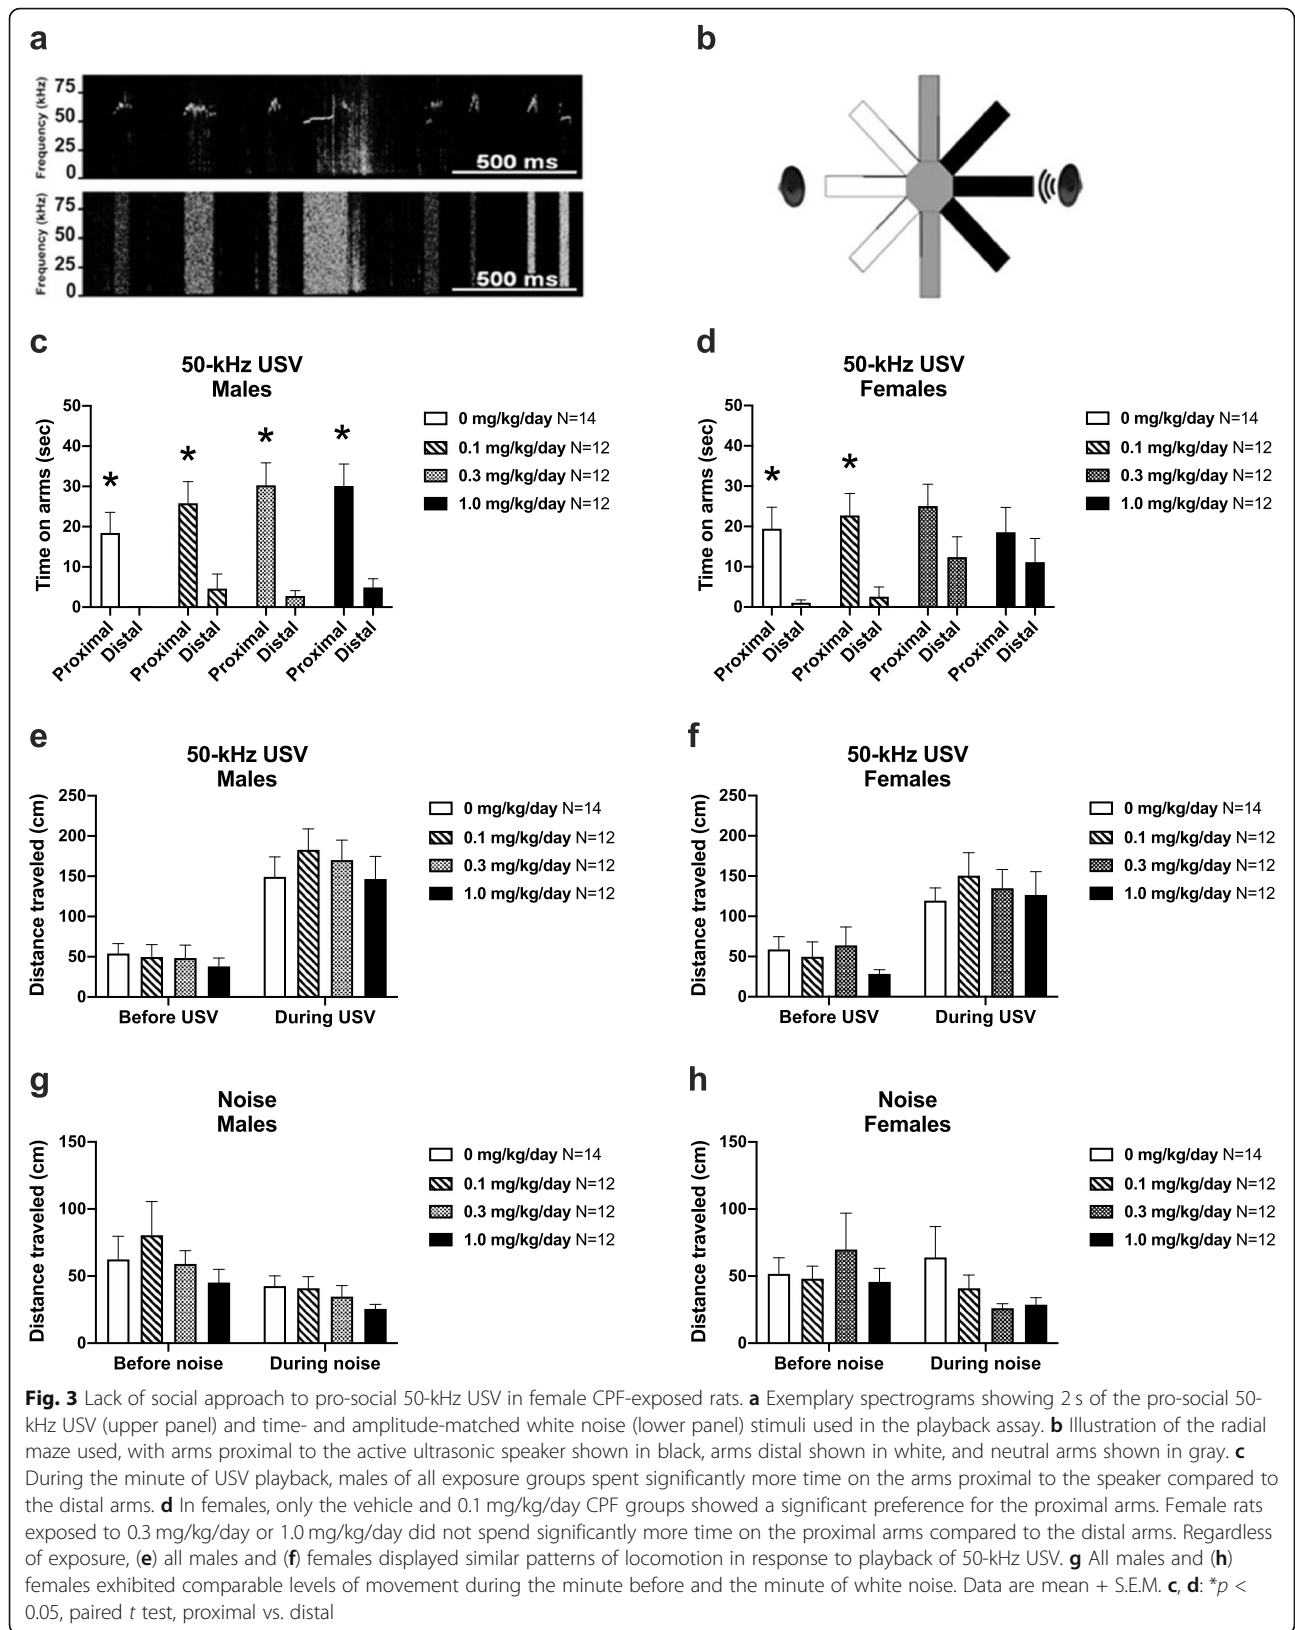 a
b
Frequency (kHz)
75
50
25
0
500 ms
Frequency (kHz)
75
50
25
0
500 ms
c
50-kHz USV
Males
Time on arms (sec)
50
40
30
20
10
0
* * * *
Proximal Distal Proximal Distal Proximal Distal Proximal Distal
0 mg/kg/day N=14
0.1 mg/kg/day N=12
0.3 mg/kg/day N=12
1.0 mg/kg/day N=12
d
50-kHz USV
Females
Time on arms (sec)
50
40
30
20
10
0
* *
Proximal Distal Proximal Distal Proximal Distal Proximal Distal
0 mg/kg/day N=14
0.1 mg/kg/day N=12
0.3 mg/kg/day N=12
1.0 mg/kg/day N=12
e
50-kHz USV
Males
Distance traveled (cm)
250
200
150
100
50
0
Before USV During USV
0 mg/kg/day N=14
0.1 mg/kg/day N=12
0.3 mg/kg/day N=12
1.0 mg/kg/day N=12
f
50-kHz USV
Females
Distance traveled (cm)
250
200
150
100
50
0
Before USV During USV
0 mg/kg/day N=14
0.1 mg/kg/day N=12
0.3 mg/kg/day N=12
1.0 mg/kg/day N=12
g
Noise
Males
Distance traveled (cm)
150
100
50
0
Before noise During noise
0 mg/kg/day N=14
0.1 mg/kg/day N=12
0.3 mg/kg/day N=12
1.0 mg/kg/day N=12
h
Noise
Females
Distance traveled (cm)
150
100
50
0
Before noise During noise
0 mg/kg/day N=14
0.1 mg/kg/day N=12
0.3 mg/kg/day N=12
1.0 mg/kg/day N=12
Fig. 3 Lack of social approach to pro-social 50-kHz USV in female CPF-exposed rats. a Exemplary spectrograms showing 2 s of the pro-social 50-
kHz USV (upper panel) and time- and amplitude-matched white noise (lower panel) stimuli used in the playback assay. b Illustration of the radial
maze used, with arms proximal to the active ultrasonic speaker shown in black, arms distal shown in white, and neutral arms shown in gray. c
During the minute of USV playback, males of all exposure groups spent significantly more time on the arms proximal to the speaker compared to
the distal arms. d In females, only the vehicle and 0.1 mg/kg/day CPF groups showed a significant preference for the proximal arms. Female rats
exposed to 0.3 mg/kg/day or 1.0 mg/kg/day did not spend significantly more time on the proximal arms compared to the distal arms. Regardless
of exposure, (e) all males and (f) females displayed similar patterns of locomotion in response to playback of 50-kHz USV. g All males and (h)
females exhibited comparable levels of movement during the minute before and the minute of white noise. Data are mean + S.E.M. c, d: *p <
0.05, paired t test, proximal vs. distal